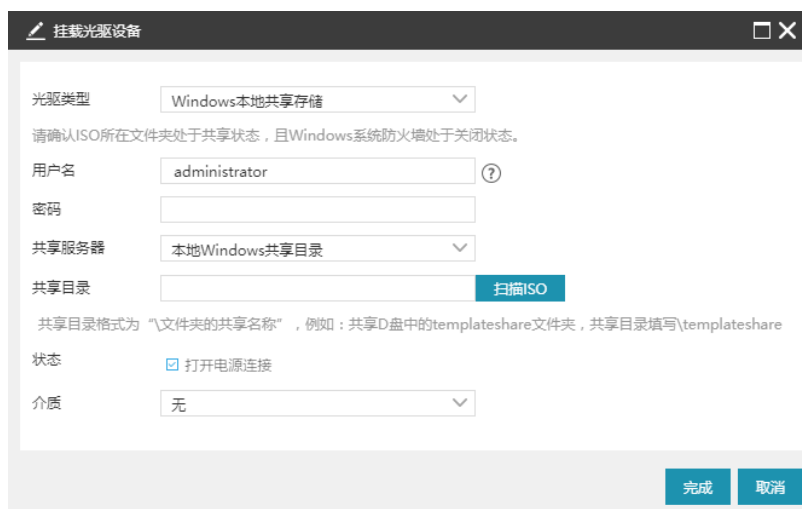 挂载光驱设备
光驱类型 Windows本地共享存储
请确认ISO所在文件夹处于共享状态，且Windows系统防火墙处于关闭状态。
用户名 administrator ?
密码
共享服务器 本地Windows共享目录
共享目录 扫描ISO
共享目录格式为“\文件夹的共享名称”，例如：共享D盘中的templateshare文件夹，共享目录填写\templateshare
状态 打开电源连接
介质 无
完成 取消